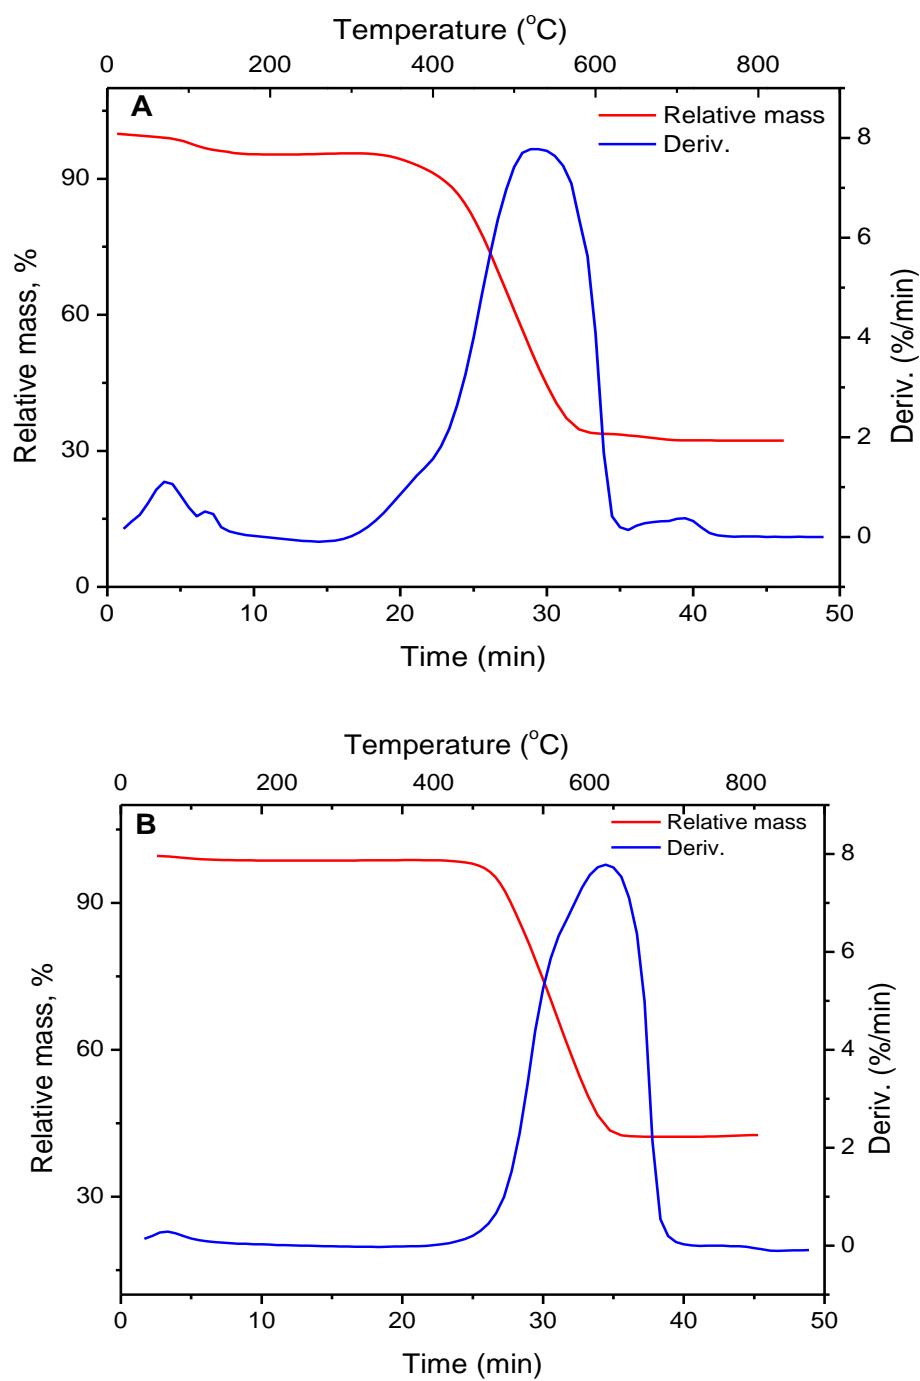 Temperature (°C)
0 200 400 600 800
A
Relative mass
Deriv.
90
60
30
0
Relative mass, %
8
6
4
2
0
Deriv. (%/min)
0 10 20 30 40 50
Time (min)
Temperature (°C)
0 200 400 600 800
B
Relative mass
Deriv.
90
60
30
Relative mass, %
8
6
4
2
0
Deriv. (%/min)
0 10 20 30 40 50
Time (min)